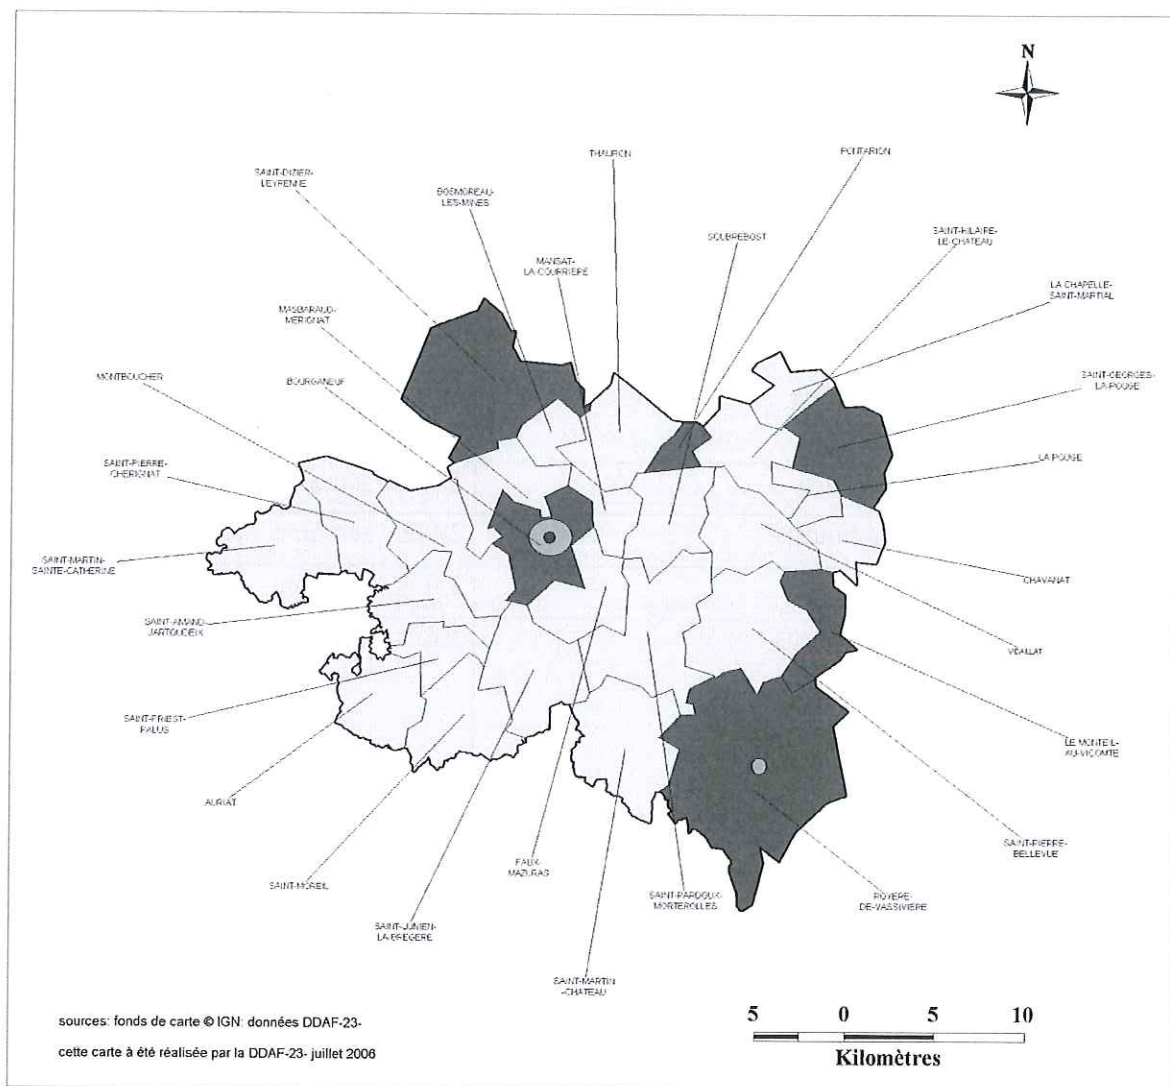 N
THAURON
PONTARION
SAINT-DIZIER-
LEYRENNE
BOSMOREAU-
LES-MINES
SOUBREBOST
SAINT-HILAIRE-
LE-CHATEAU
MANSAT-
LA-COURRIERE
LA CHAPELLE-
SAINT-MARTIAL
MASBARAUD-
MERIGNAT
MONTBOUCHER
BOURGANEUF
SAINT-GEORGES-
LA-POUGE
SAINT-PIERRE-
CHERIGNAT
LA POUGE
SAINT-MARTIN-
SAINTE-CATHERINE
CHAVANAT
SAINT-AMAND-
JARTOUDEIX
VIDAILLAT
SAINT-PRIEST-
PALUS
LE MONTEIL-
AU-VICOMTE
AURIAT
SAINT-PIERRE-
BELLEVUE
FAUX-
MAZURAS
SAINT-MOREIL
SAINT-PARDOUX-
MORTEROLLES
ROYERE-
DE-VASSIVIERE
SAINT-JUNIEN-
LA-BREGERE
SAINT-MARTIN
-CHATEAU
sources: fonds de carte © IGN: données DDAF-23-
cette carte à été réalisée par la DDAF-23- juillet 2006
5 0 5 10
Kilomètres